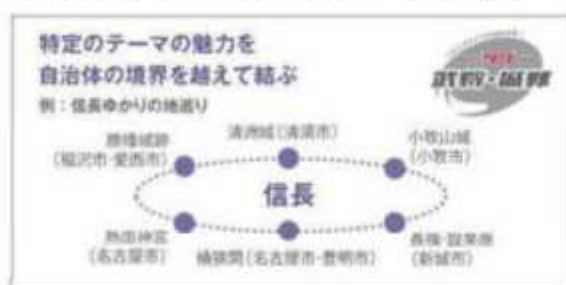 特定のテーマの魅力を
自治体の境界を越えて結ぶ
例：信長ゆかりの地巡り
武将・城郭
勝幡城跡
(稲沢市・愛西市)
清洲城(清須市)
小牧山城
(小牧市)
信長
熱田神宮
(名古屋市)
桶狭間(名古屋市・豊明市)
長篠・設楽原
(新城市)